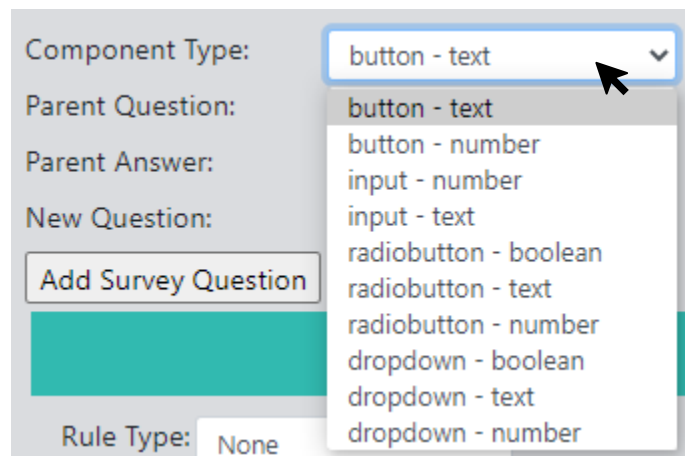 Component Type: button - text
Parent Question: button - text
button - number
Parent Answer: input - number
New Question: input - text
radiobutton - boolean
Add Survey Question radiobutton - text
radiobutton - number
dropdown - boolean
dropdown - text
Rule Type: None dropdown - number